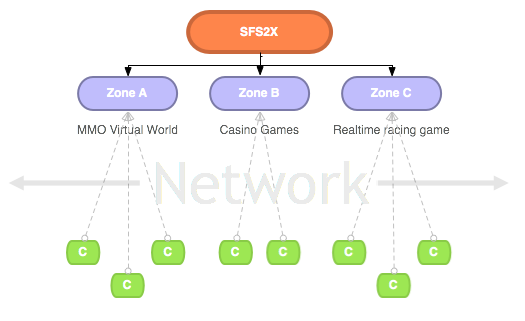 SFS2X
Zone A
Zone B
Zone C
MMO Virtual World
Casino Games
Realtime racing game
Network
C
C
C
C
C
C
C
C